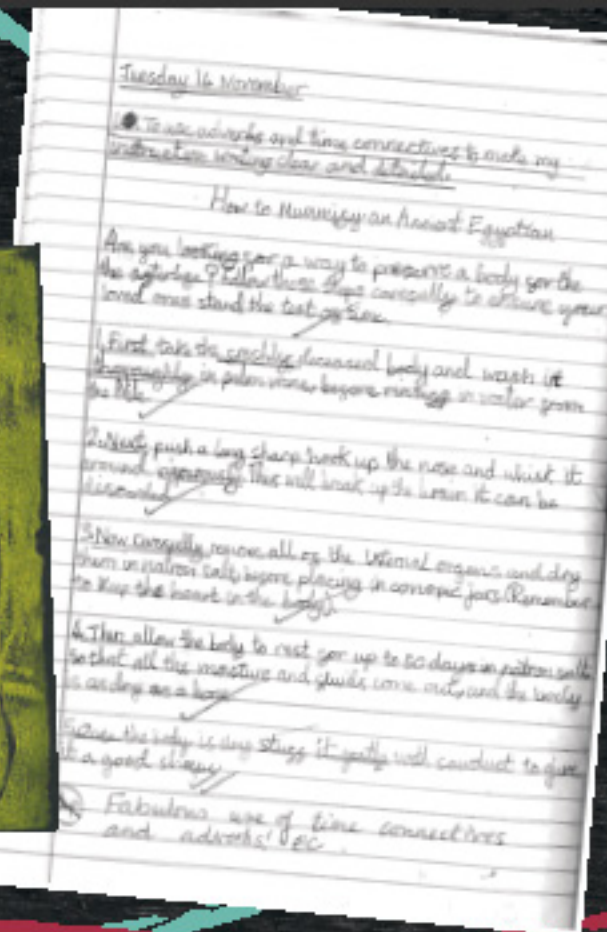 Tuesday 16 November
To use adverbs and time connectives to make my
instruction writing clear and detailed.
How to Mummify an Ancient Egyptian
Are you looking for a way to preserve a body for the
the afterlife? Follow these steps carefully to ensure your
loved ones stand the test of time.
1. First, take the freshly deceased body and wash it
thoroughly in palm wine, before rinsing in water from
the Nile.
2. Next, push a long sharp hook up the nose and whisk it
around This will break up the brain it can be
discarded.
3. Now carefully remove all of the internal organs and dry
them in natron salt, before placing in canopic jars. (Remember
to keep the heart in the body).
4. Then allow the body to rest for up to 50 days in natron salt
so that all the moisture and fluids come out, and the body
is as dry as a bone.
5. the body is dry stuff it with sawdust to give
it a good shape.
Fabulous use of time connectives
and adverbs!